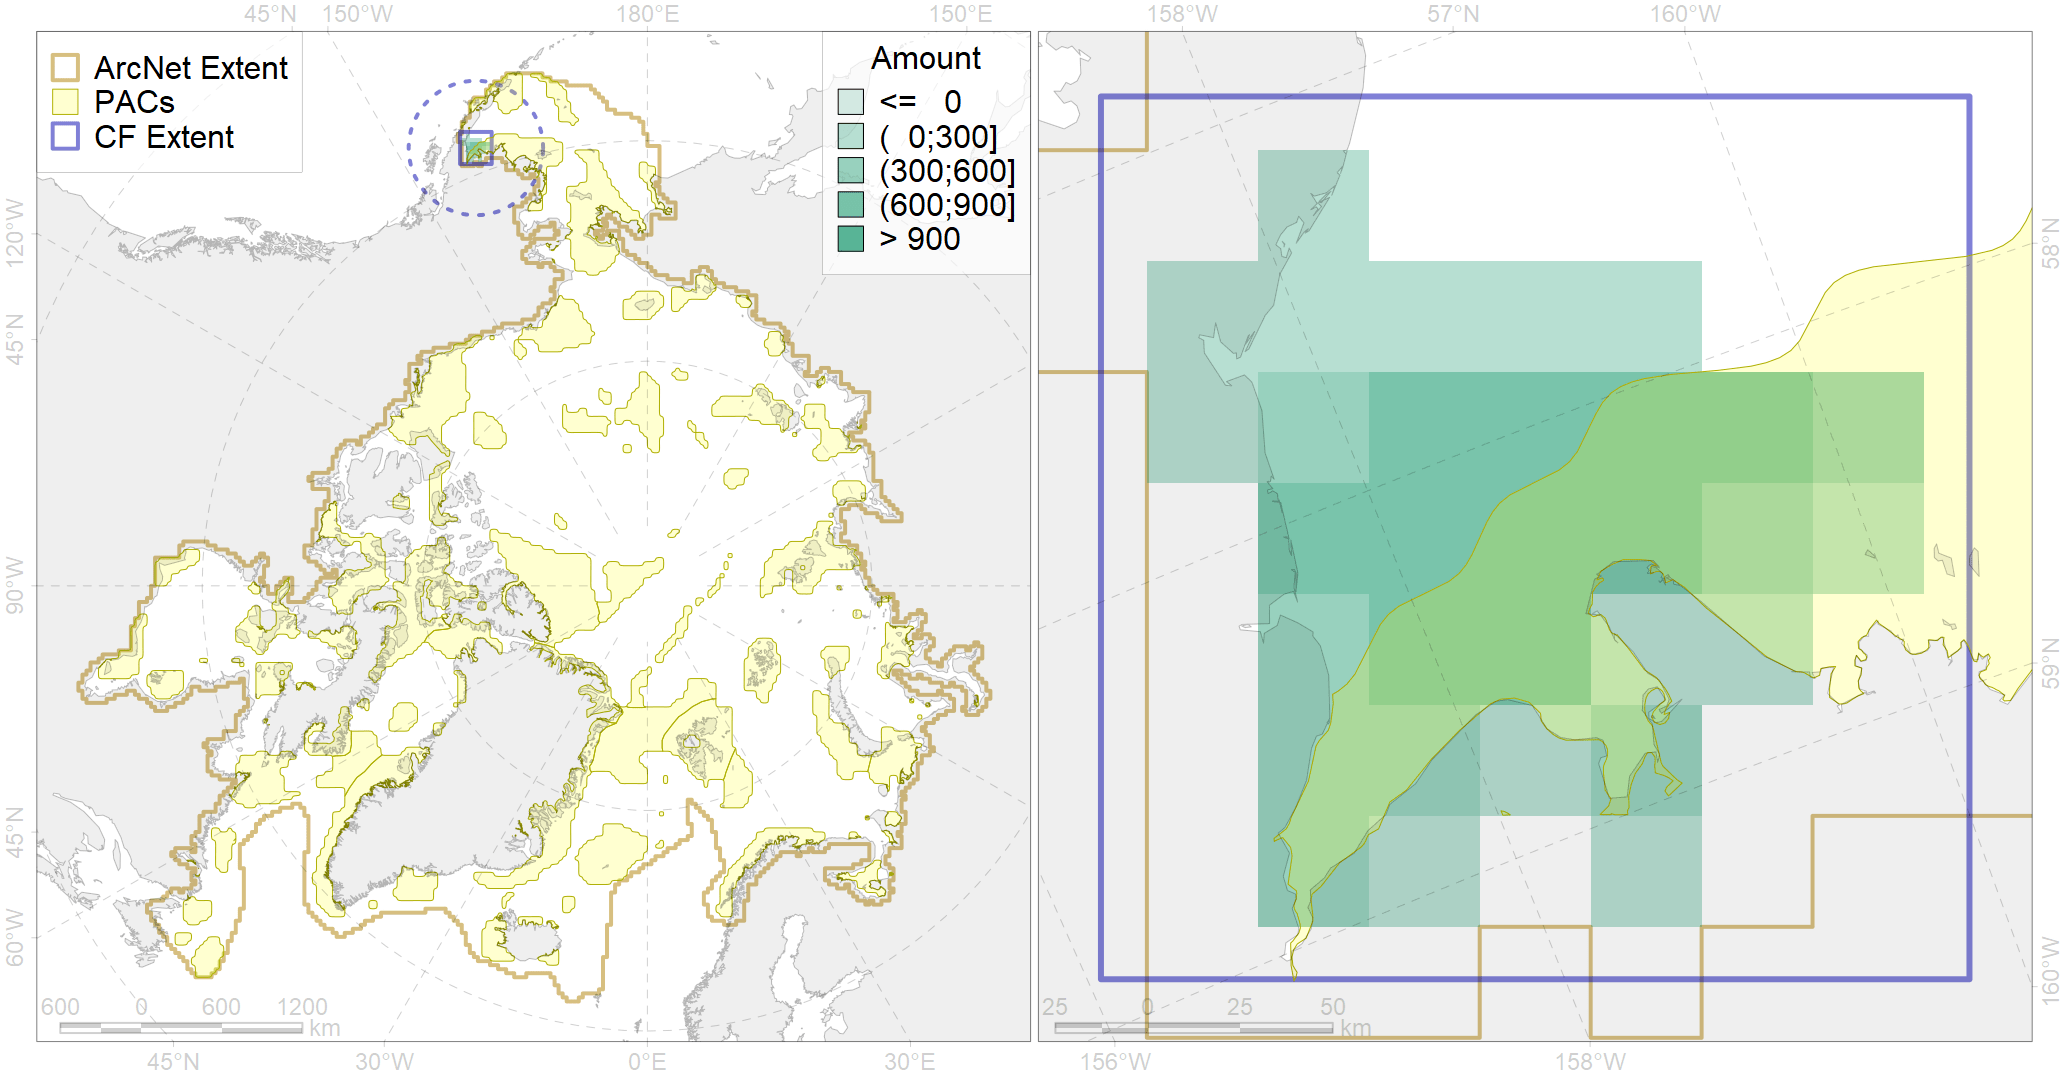 45°N 150°W 180°E 150°E 158°W 57°N 160°W
ArcNet Extent
PACs
CF Extent
Amount
<= 0
( 0;300]
(300;600]
(600;900]
> 900
120°W
45°N
90°W
45°N
60°W
58°N
59°N
160°W
600 0 600 1200
km
25 0 25 50
km
45°N 30°W 0°E 30°E 156°W 158°W